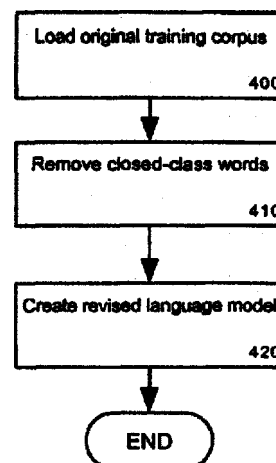 Load original training corpus
400
Remove closed-class words
410
Create revised language model
420
END